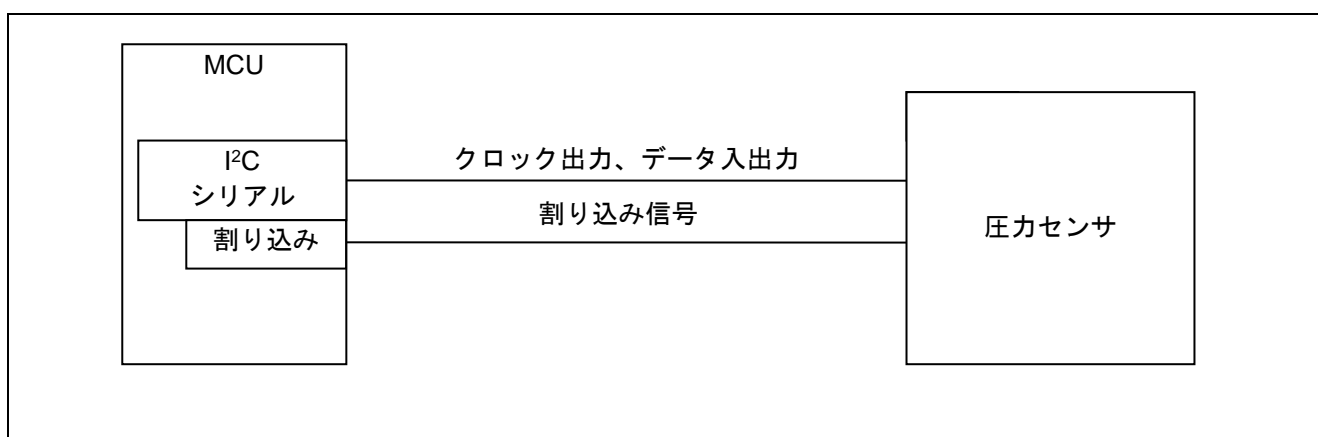 MCU
I²C
シリアル
クロック出力、データ入出力
割り込み信号
割り込み
圧力センサ